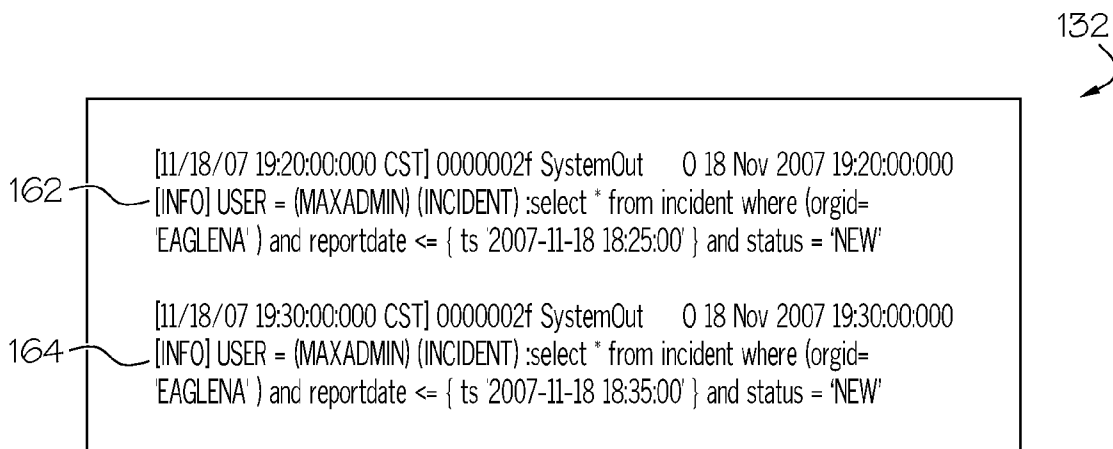 132
[11/18/07 19:20:00:000 CST] 0000002f SystemOut O 18 Nov 2007 19:20:00:000
162 [INFO] USER = (MAXADMIN) (INCIDENT) :select * from incident where (orgid=
'EAGLENA' ) and reportdate <= { ts '2007-11-18 18:25:00' } and status = 'NEW'
[11/18/07 19:30:00:000 CST] 0000002f SystemOut O 18 Nov 2007 19:30:00:000
164 [INFO] USER = (MAXADMIN) (INCIDENT) :select * from incident where (orgid=
'EAGLENA' ) and reportdate <= { ts '2007-11-18 18:35:00' } and status = 'NEW'